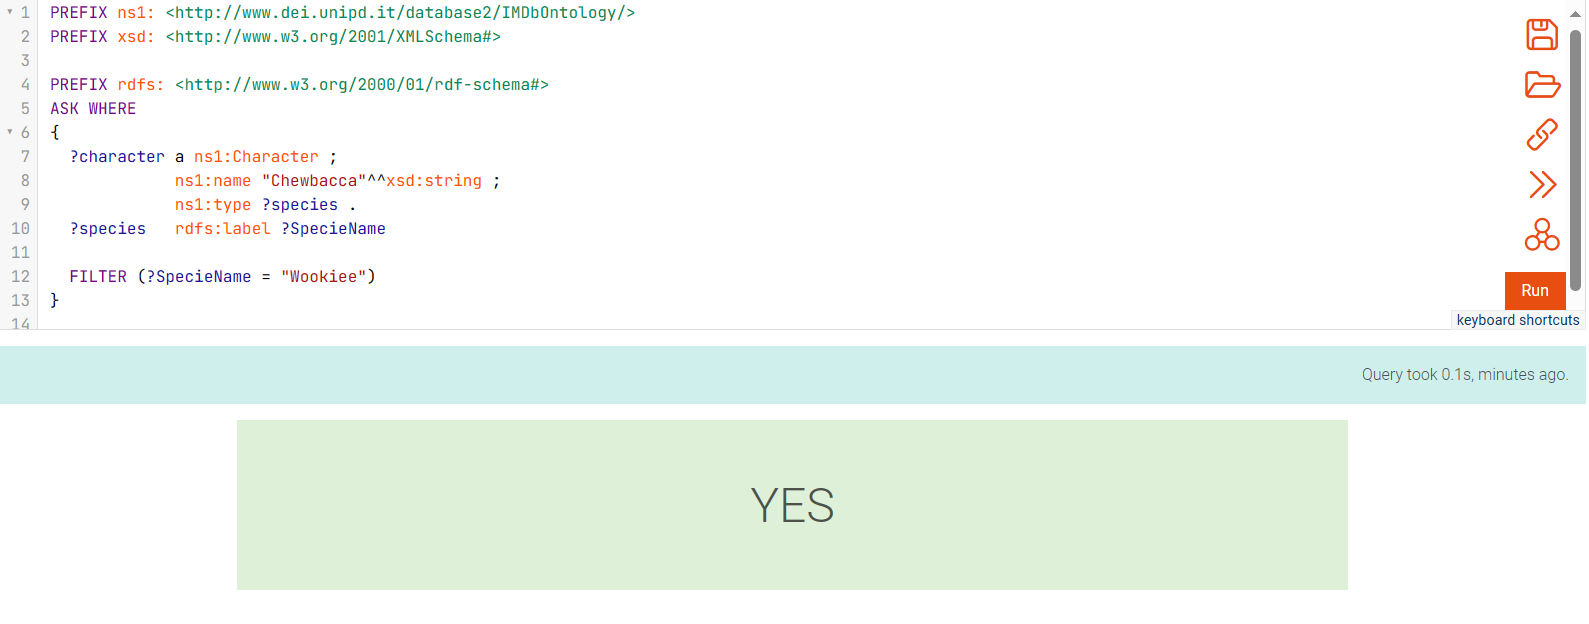 1 PREFIX ns1: <http://www.dei.unipd.it/database2/IMDbOntology/>
2 PREFIX xsd: <http://www.w3.org/2001/XMLSchema#>
3
4 PREFIX rdfs: <http://www.w3.org/2000/01/rdf-schema#>
5 ASK WHERE
6 {
7 ?character a ns1:Character ;
8 ns1:name "Chewbacca"^^xsd:string ;
9 ns1:type ?species .
10 ?species rdfs:label ?SpecieName
11
12 FILTER (?SpecieName = "Wookiee")
13 }
14
Run
keyboard shortcuts
Query took 0.1s, minutes ago.
YES